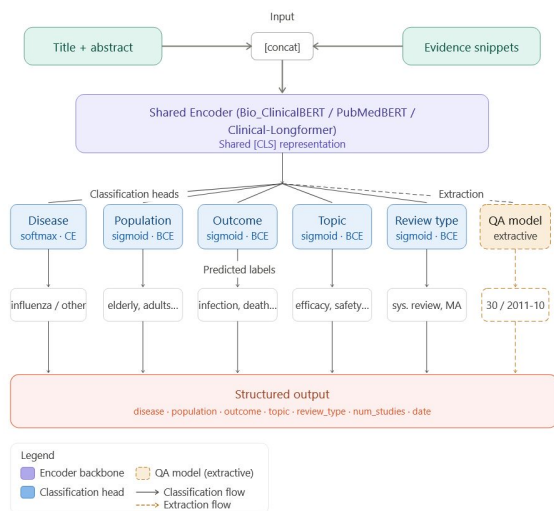 Input
Title + abstract
[concat]
Evidence snippets
Shared Encoder (Bio_ClinicalBERT / PubMedBERT /
Clinical-Longformer)
Shared [CLS] representation
Classification heads
Extraction
Disease
softmax · CE
Population
sigmoid · BCE
Outcome
sigmoid · BCE
Topic
sigmoid · BCE
Review type
sigmoid · BCE
QA model
extractive
Predicted labels
influenza / other
elderly, adults...
infection, death...
efficacy, safety...
sys. review, MA
30 / 2011-10
Structured output
disease · population · outcome · topic · review_type · num_studies · date
Legend
Encoder backbone
QA model (extractive)
Classification head
Classification flow
Extraction flow